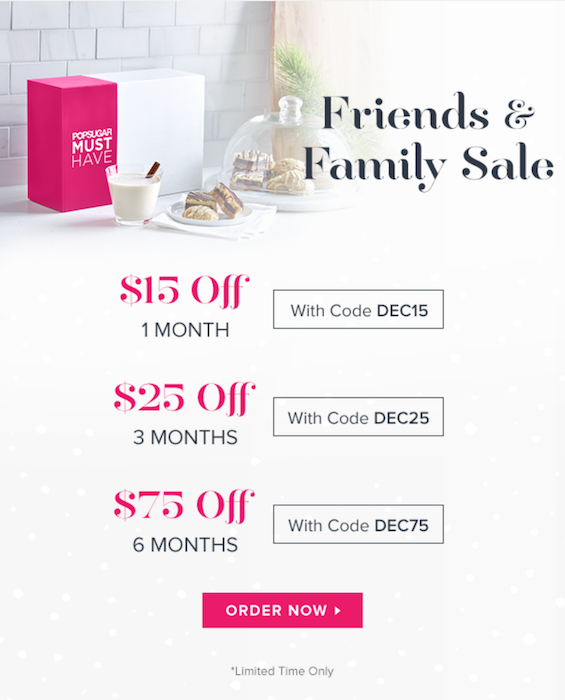 POPSUGAR
MUST
HAVE
Friends &
Family Sale
$15 Off
1 MONTH
With Code DEC15
$25 Off
3 MONTHS
With Code DEC25
$75 Off
6 MONTHS
With Code DEC75
ORDER NOW
*Limited Time Only